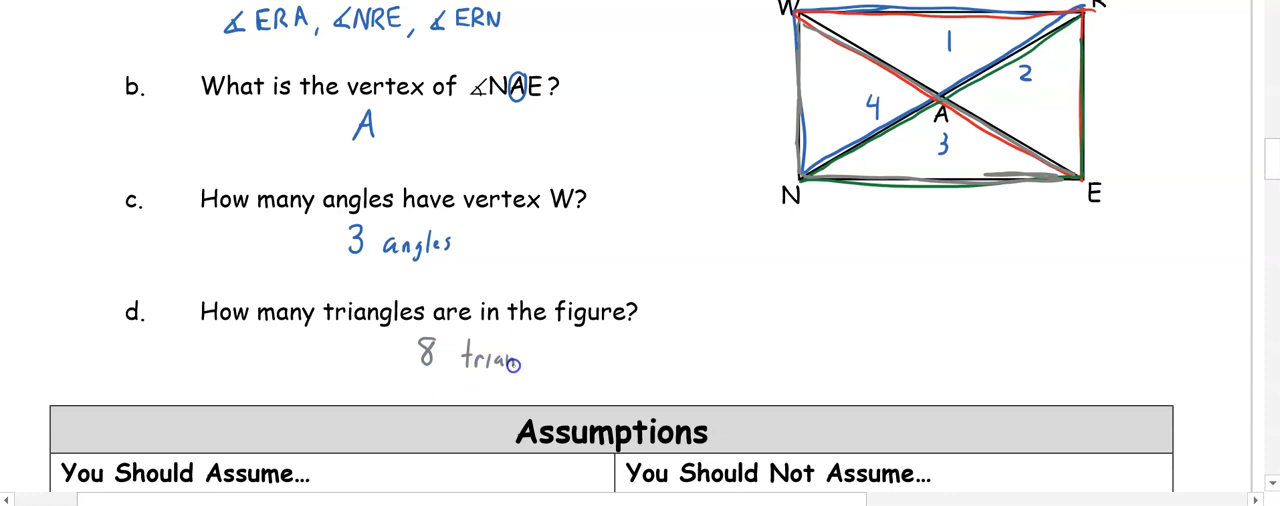 ∡ERA, ∡NRE, ∡ERN
W
1
2
b. What is the vertex of ∡NAE?
4
A
A
3
N
E
c. How many angles have vertex W?
3 angles
d. How many triangles are in the figure?
8 trian
Assumptions
You Should Assume... You Should Not Assume...